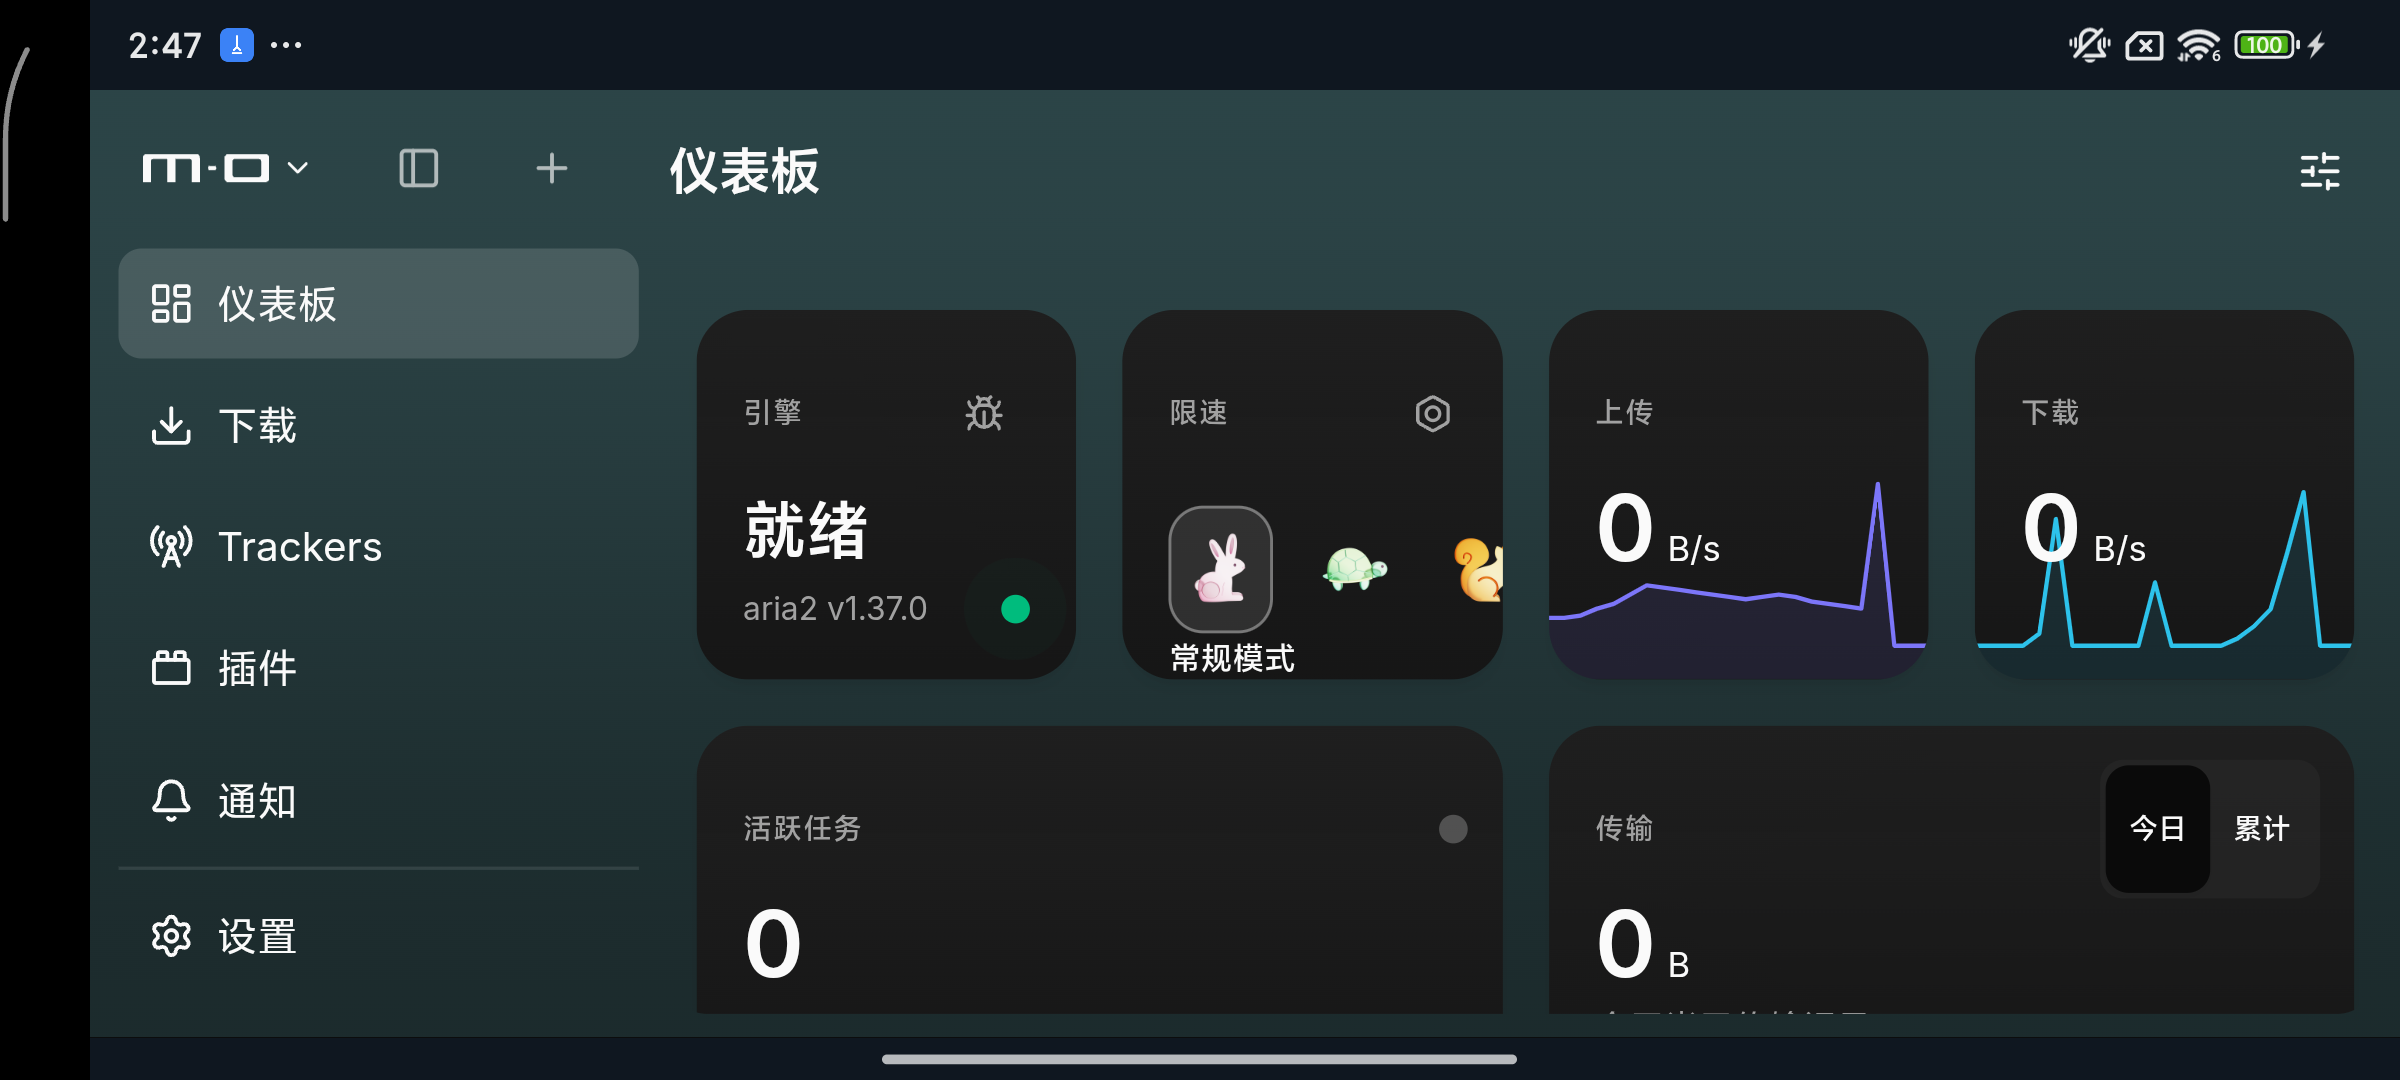 2:47
6
100
m-o
仪表板
仪表板
下载
Trackers
插件
通知
设置
引擎
就绪
aria2 v1.37.0
限速
常规模式
上传
0 B/s
下载
0 B/s
活跃任务
0
传输
今日
累计
0 B